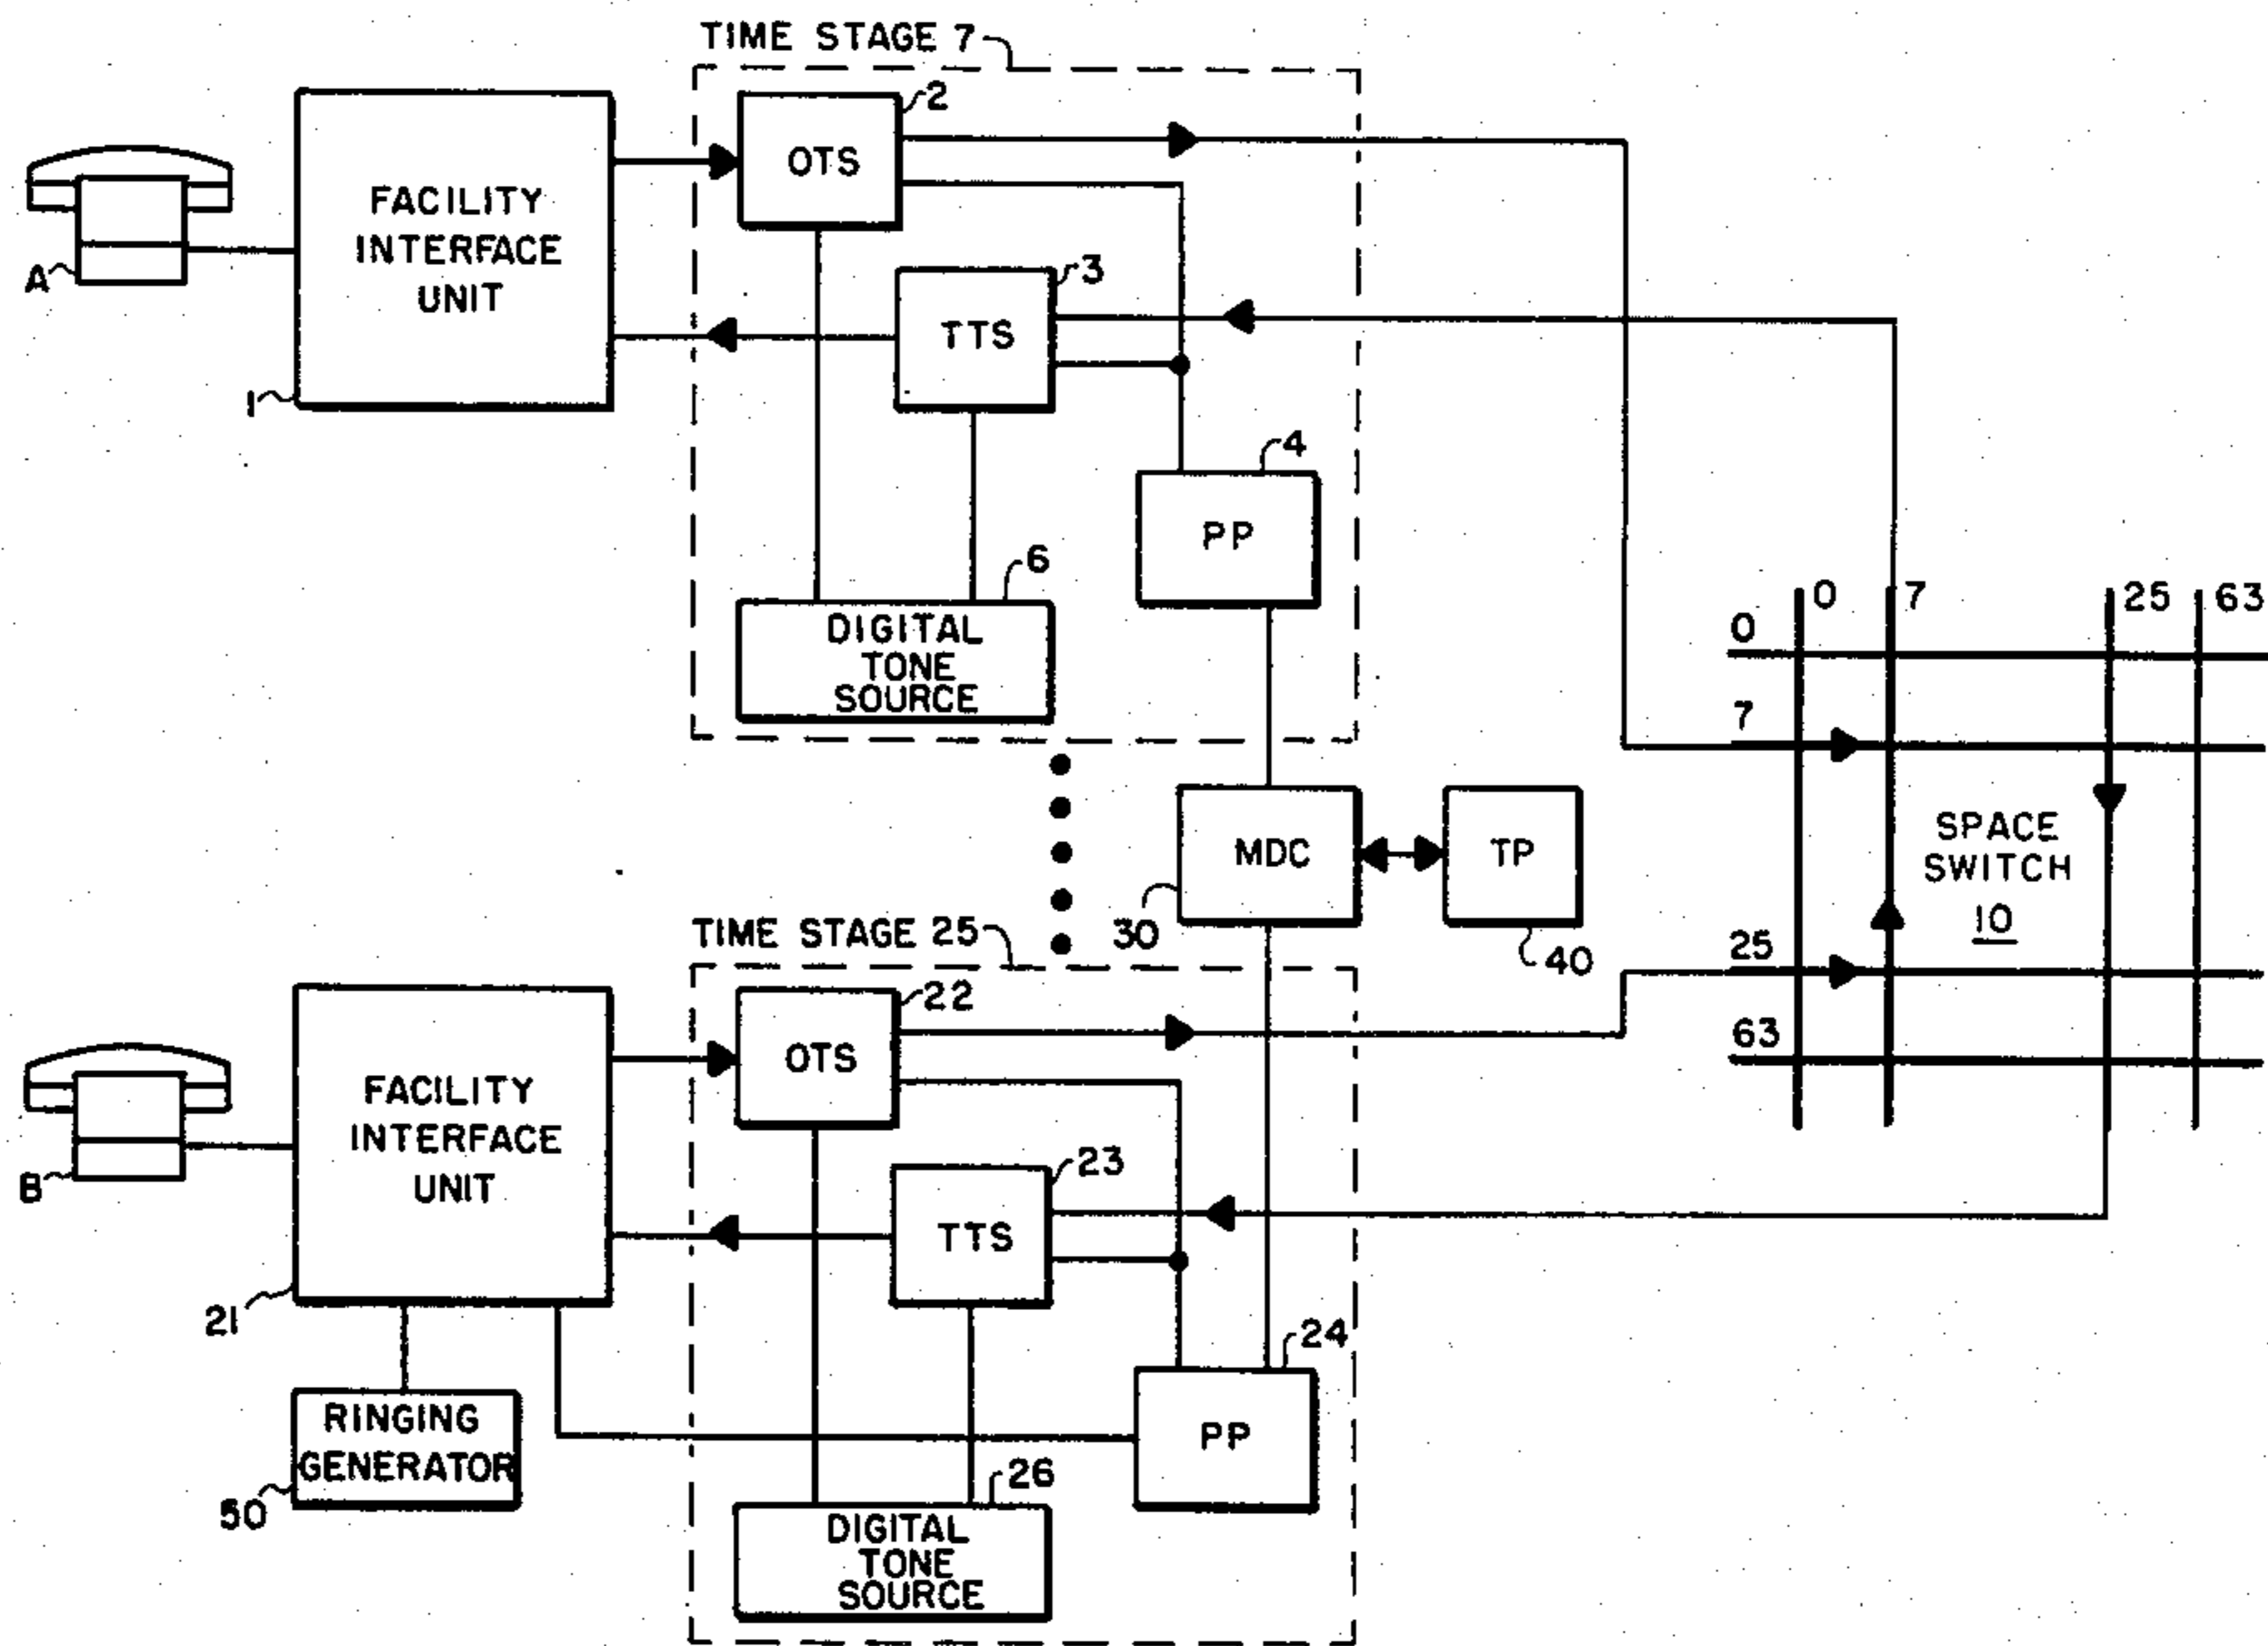 TIME STAGE 7
2
OTS
FACILITY
INTERFACE
UNIT
A
1
3
TTS
4
PP
6
DIGITAL
TONE
SOURCE
0 7 25 63
0
7
SPACE
SWITCH
10
25
63
MDC
30
TP
40
TIME STAGE 25
22
OTS
FACILITY
INTERFACE
UNIT
B
21
23
TTS
24
PP
RINGING
GENERATOR
50
26
DIGITAL
TONE
SOURCE